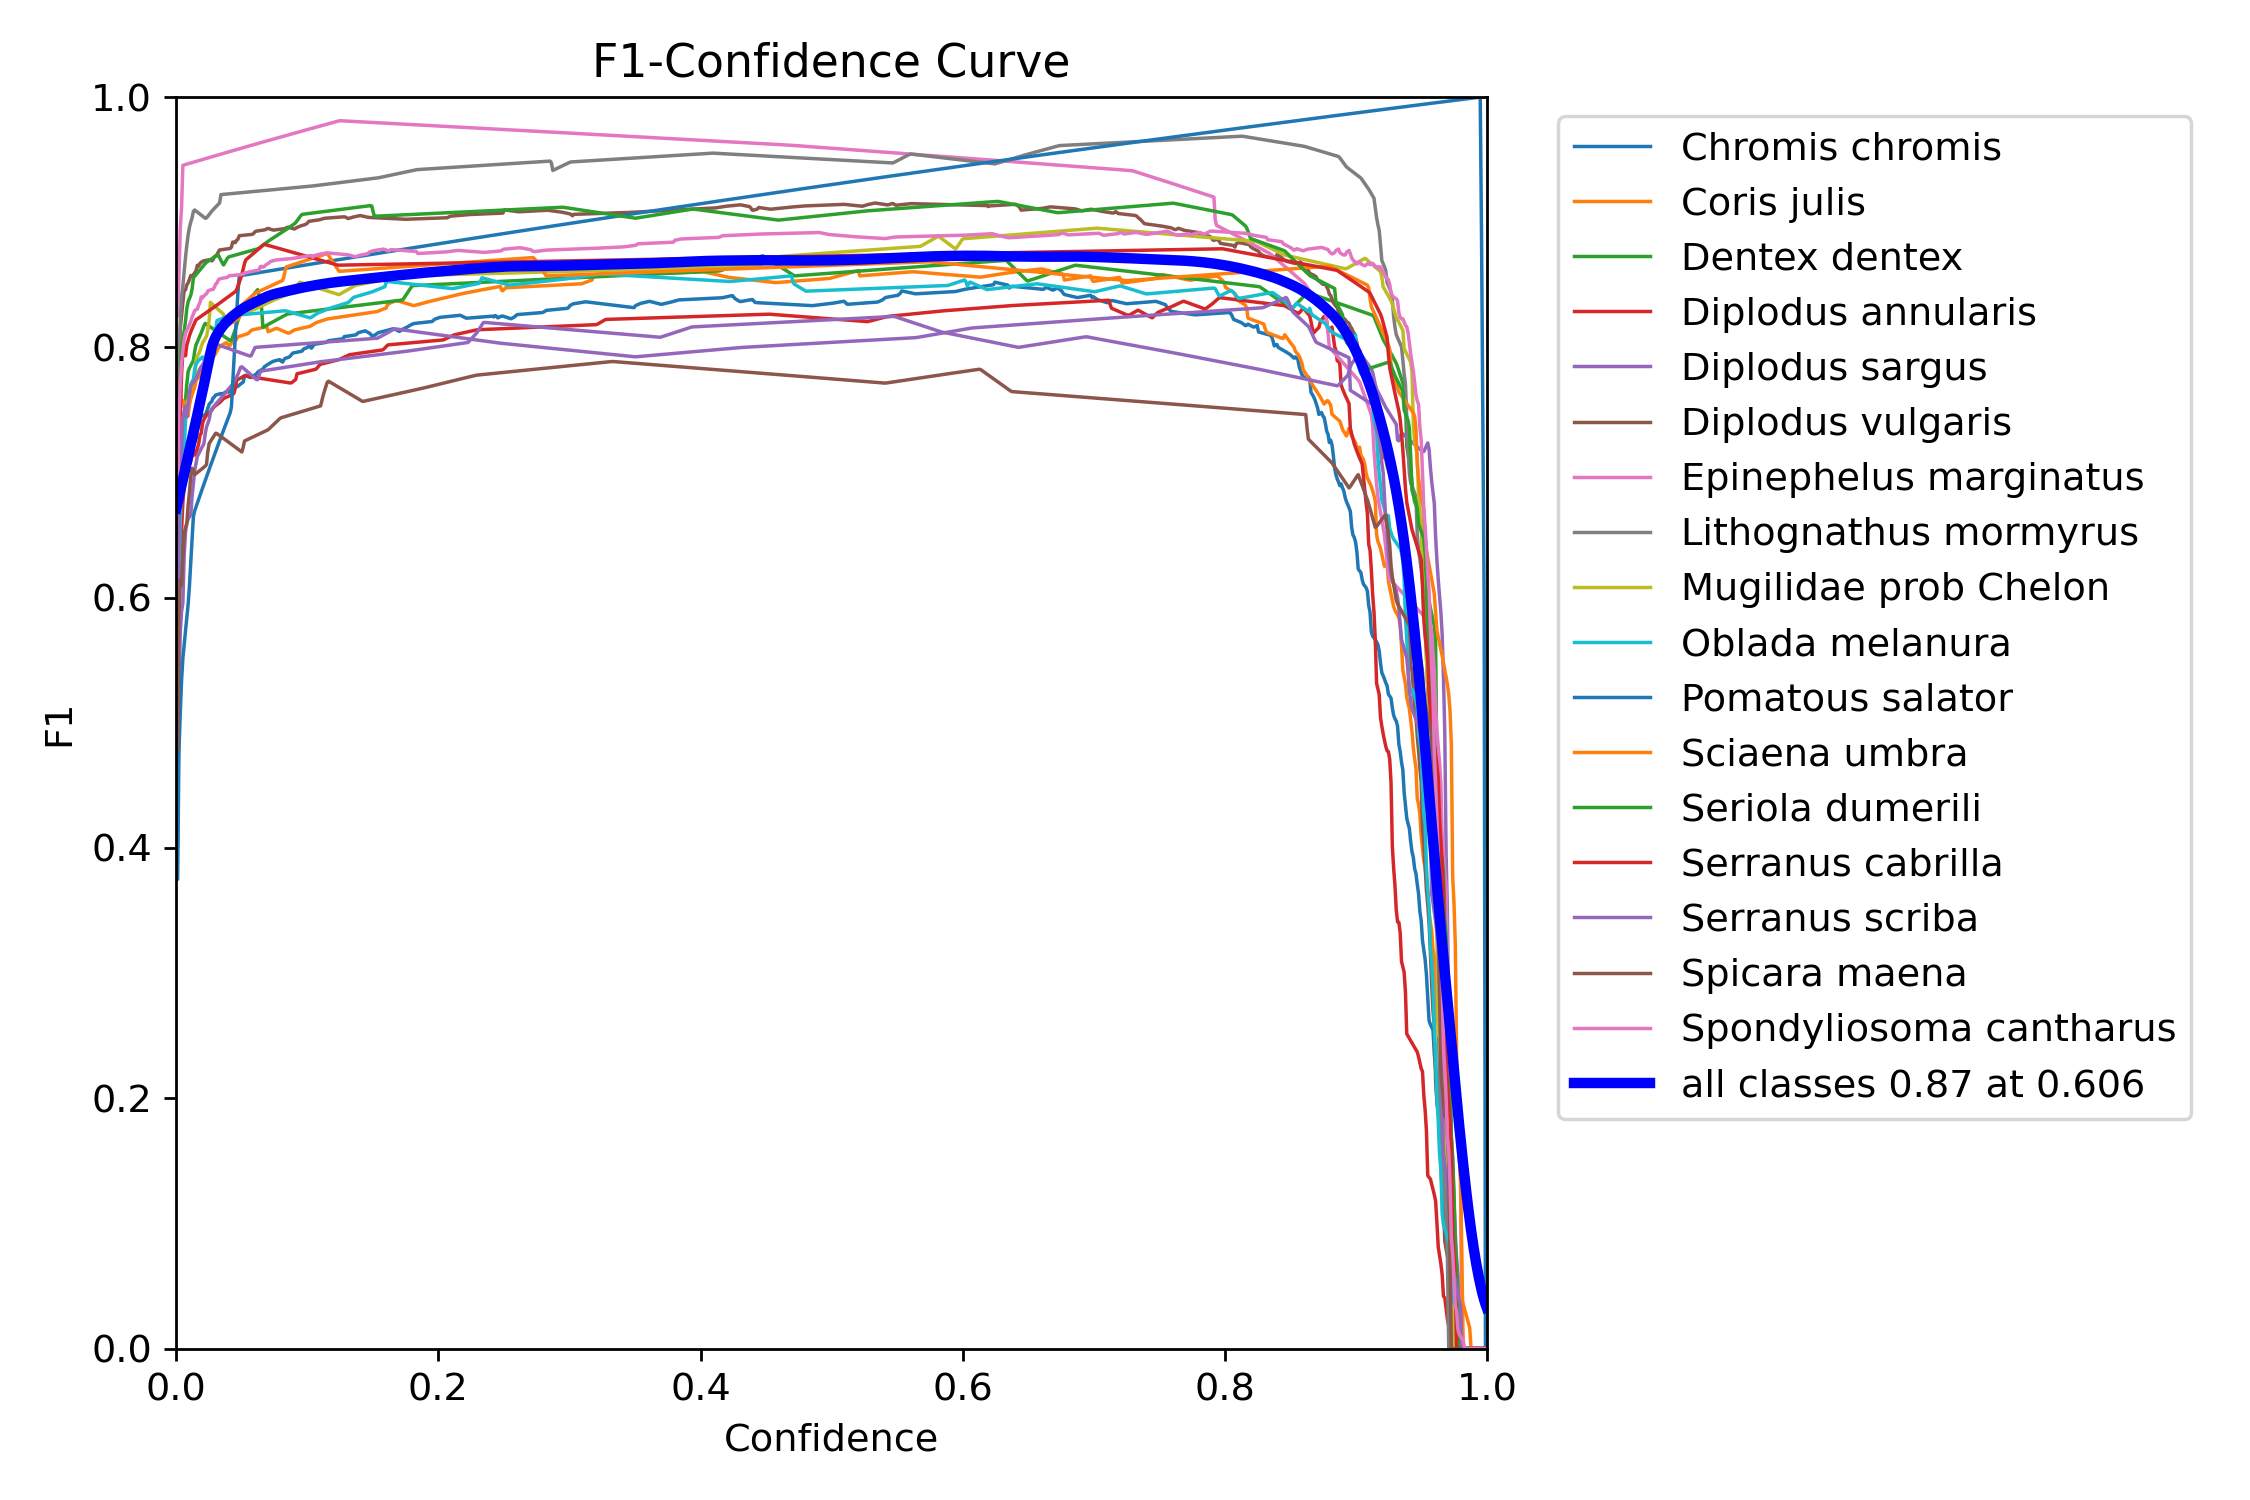 F1-Confidence Curve
1.0
0.8
0.6
0.4
0.2
0.0
F1
0.0 0.2 0.4 0.6 0.8 1.0
Confidence
Chromis chromis
Coris julis
Dentex dentex
Diplodus annularis
Diplodus sargus
Diplodus vulgaris
Epinephelus marginatus
Lithognathus mormyrus
Mugilidae prob Chelon
Oblada melanura
Pomatous salator
Sciaena umbra
Seriola dumerili
Serranus cabrilla
Serranus scriba
Spicara maena
Spondyliosoma cantharus
all classes 0.87 at 0.606